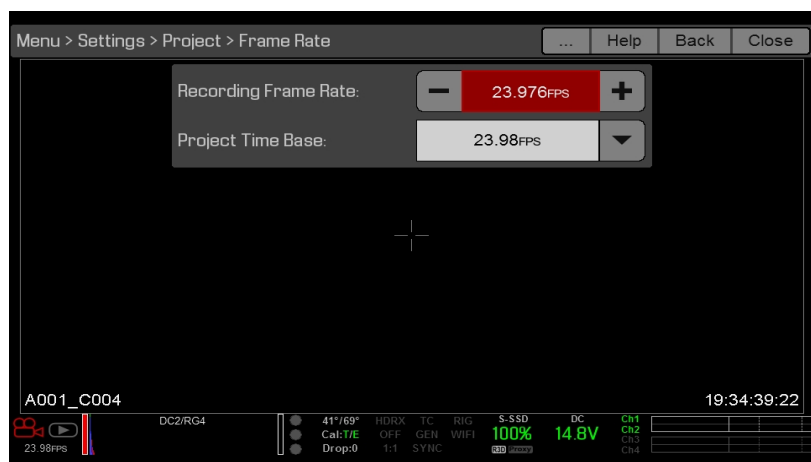 Menu > Settings > Project > Frame Rate ... Help Back Close
Recording Frame Rate: − 23.976FPS +
Project Time Base: 23.98FPS
A001_C004 19:34:39:22
DC2/RG4 41°/69° HDRX TC RIG S-SSD DC Ch1
Cal:T/E OFF GEN WIFI 100% 14.8V Ch2
23.98FPS Drop:0 1:1 SYNC R3D Proxy Ch3
Ch4